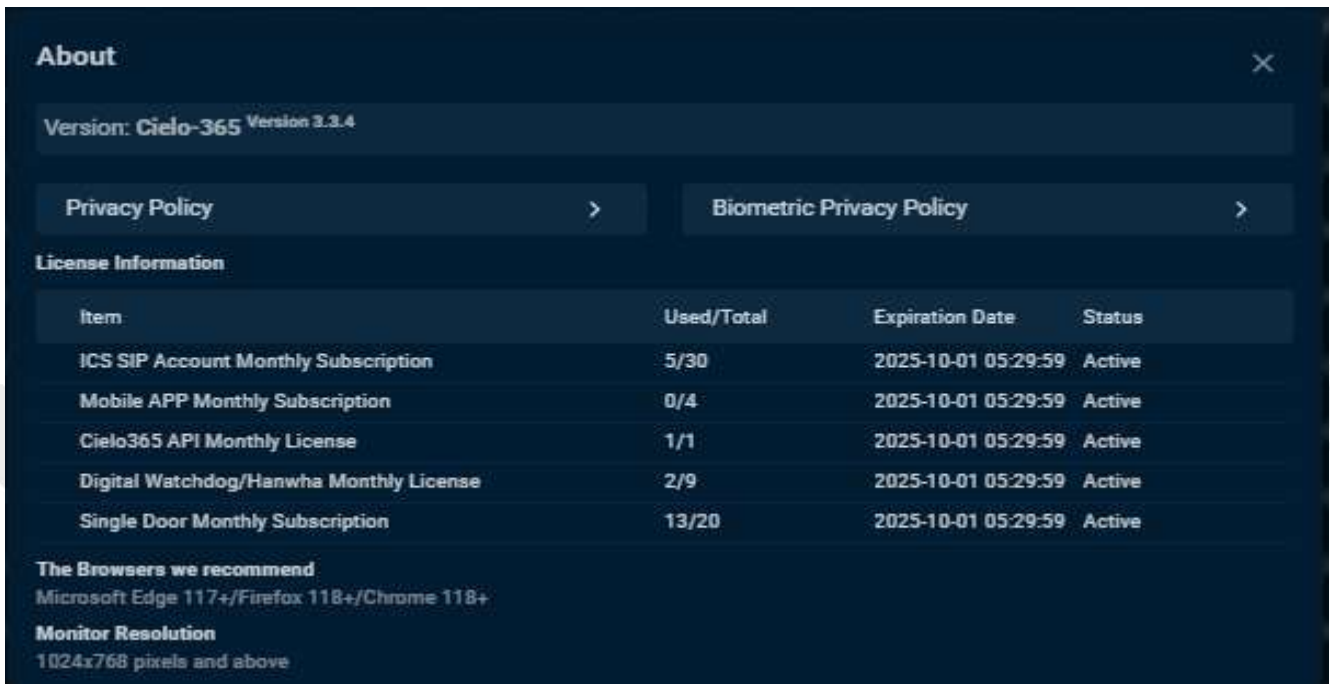 About
Version: Cielo-365 Version 3.3.4
Privacy Policy
Biometric Privacy Policy
License Information
Item Used/Total Expiration Date Status
ICS SIP Account Monthly Subscription 5/30 2025-10-01 05:29:59 Active
Mobile APP Monthly Subscription 0/4 2025-10-01 05:29:59 Active
Cielo365 API Monthly License 1/1 2025-10-01 05:29:59 Active
Digital Watchdog/Hanwha Monthly License 2/9 2025-10-01 05:29:59 Active
Single Door Monthly Subscription 13/20 2025-10-01 05:29:59 Active
The Browsers we recommend
Microsoft Edge 117+/Firefox 118+/Chrome 118+
Monitor Resolution
1024x768 pixels and above